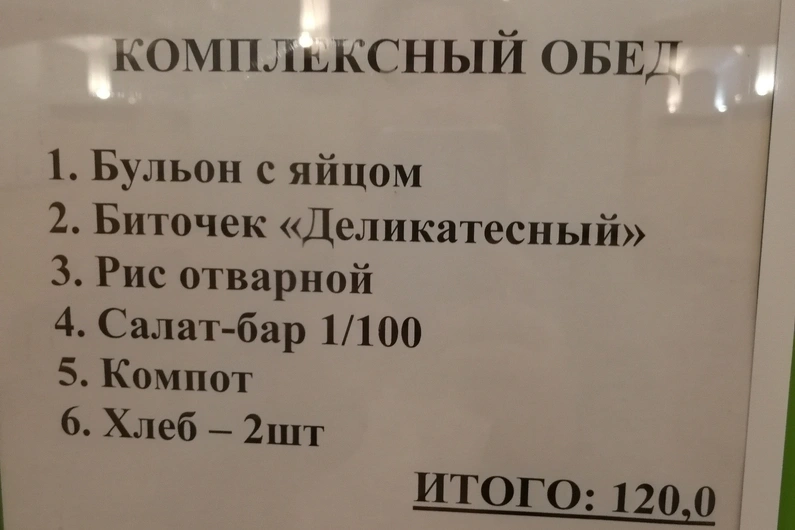 КОМПЛЕКСНЫЙ ОБЕД
1. Бульон с яйцом
2. Биточек «Деликатесный»
3. Рис отварной
4. Салат-бар 1/100
5. Компот
6. Хлеб – 2шт
ИТОГО: 120,0